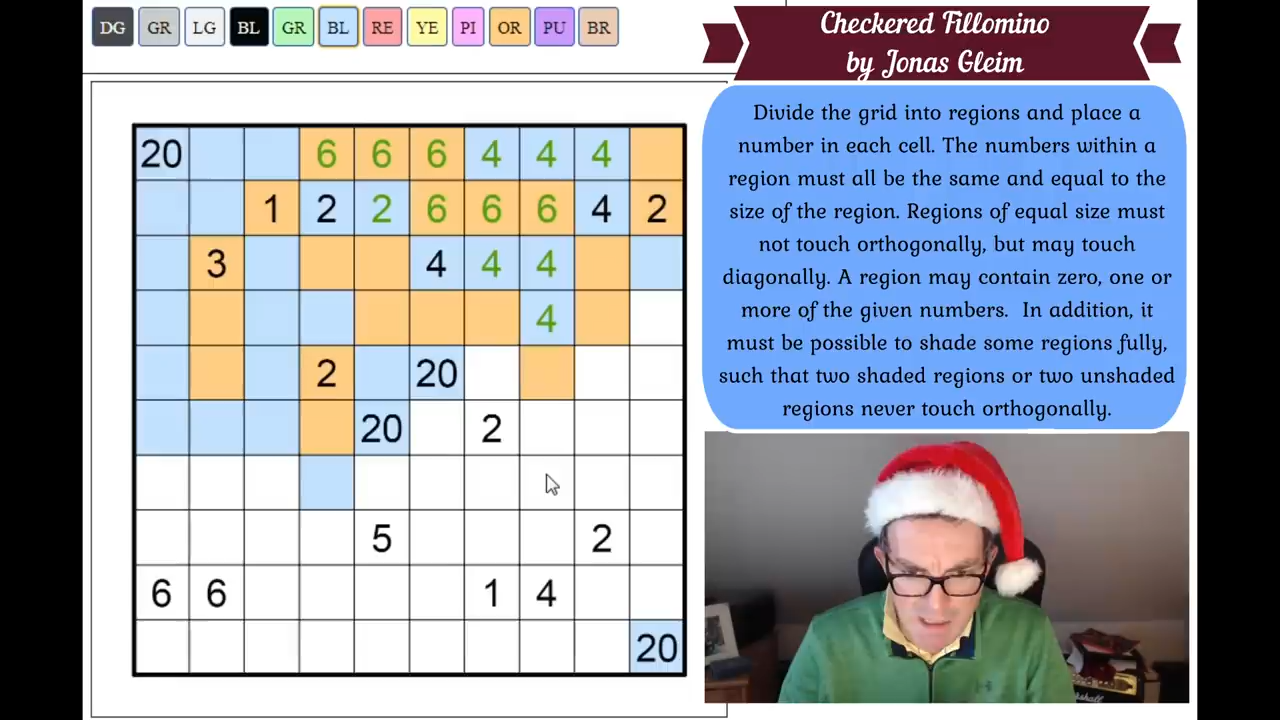 DG GR LG BL GR BL RE YE PI OR PU BR
Checkered Fillomino
by Jonas Gleim
Divide the grid into regions and place a
number in each cell. The numbers within a
region must all be the same and equal to the
size of the region. Regions of equal size must
not touch orthogonally, but may touch
diagonally. A region may contain zero, one or
more of the given numbers. In addition, it
must be possible to shade some regions fully,
such that two shaded regions or two unshaded
regions never touch orthogonally.
20 6 6 6 4 4 4
1 2 2 6 6 6 4 2
3 4 4 4
4
2 20
20 2
5 2
6 6 1 4
20